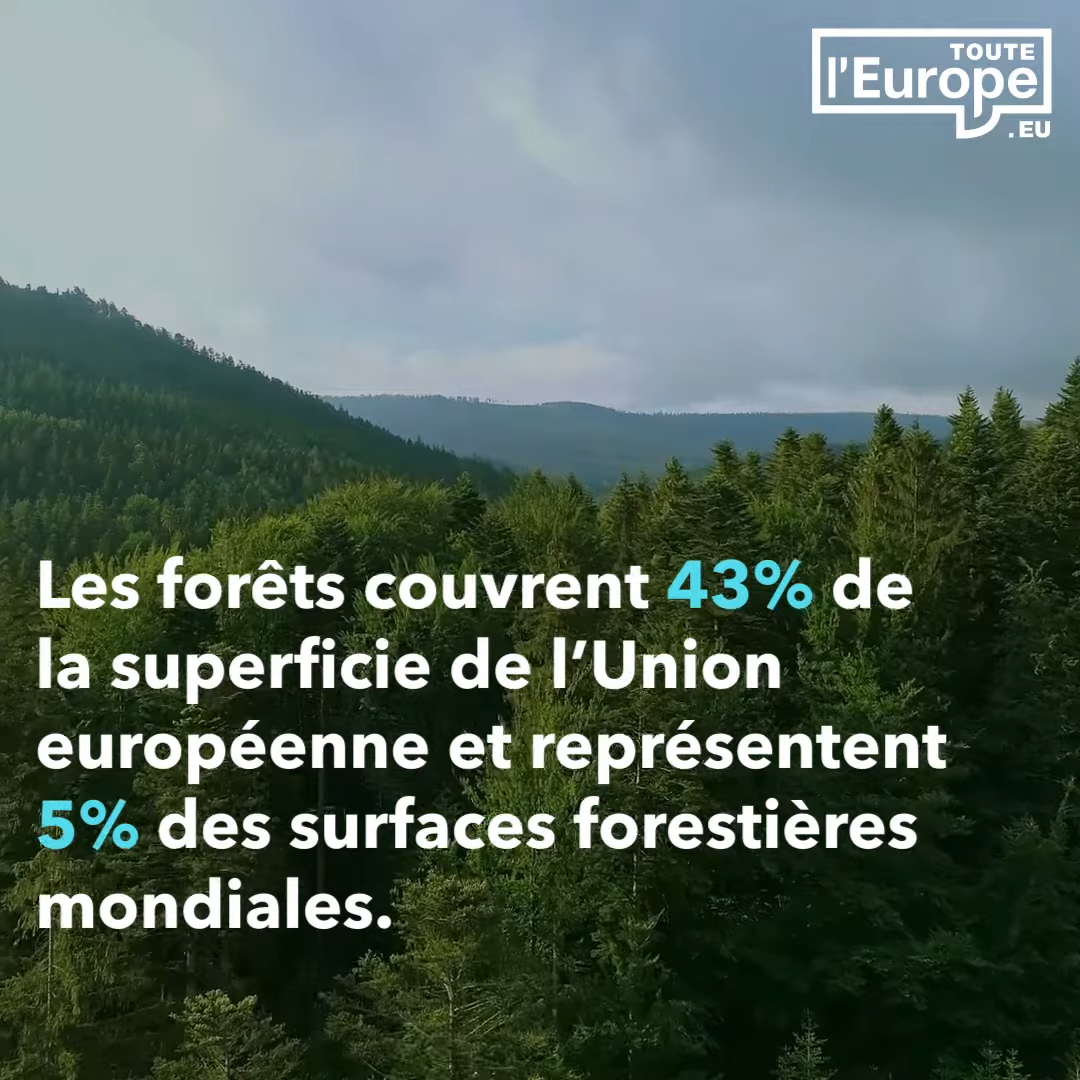 TOUTE
l'Europe
.EU
Les forêts couvrent 43% de
la superficie de l’Union
européenne et représentent
5% des surfaces forestières
mondiales.